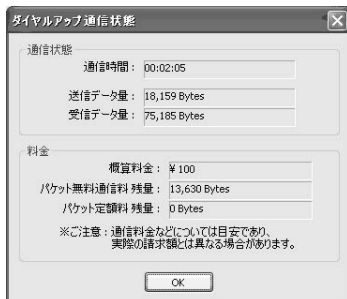 ダイヤルアップ通信状態
通信状態
通信時間： 00:02:05
送信データ量： 18,159 Bytes
受信データ量： 75,185 Bytes
料金
概算料金： ¥ 100
パケット無料通信料 残量： 13,630 Bytes
パケット定額料 残量： 0 Bytes
※ご注意：通信料金などについては目安であり、
実際の請求額とは異なる場合があります。
OK